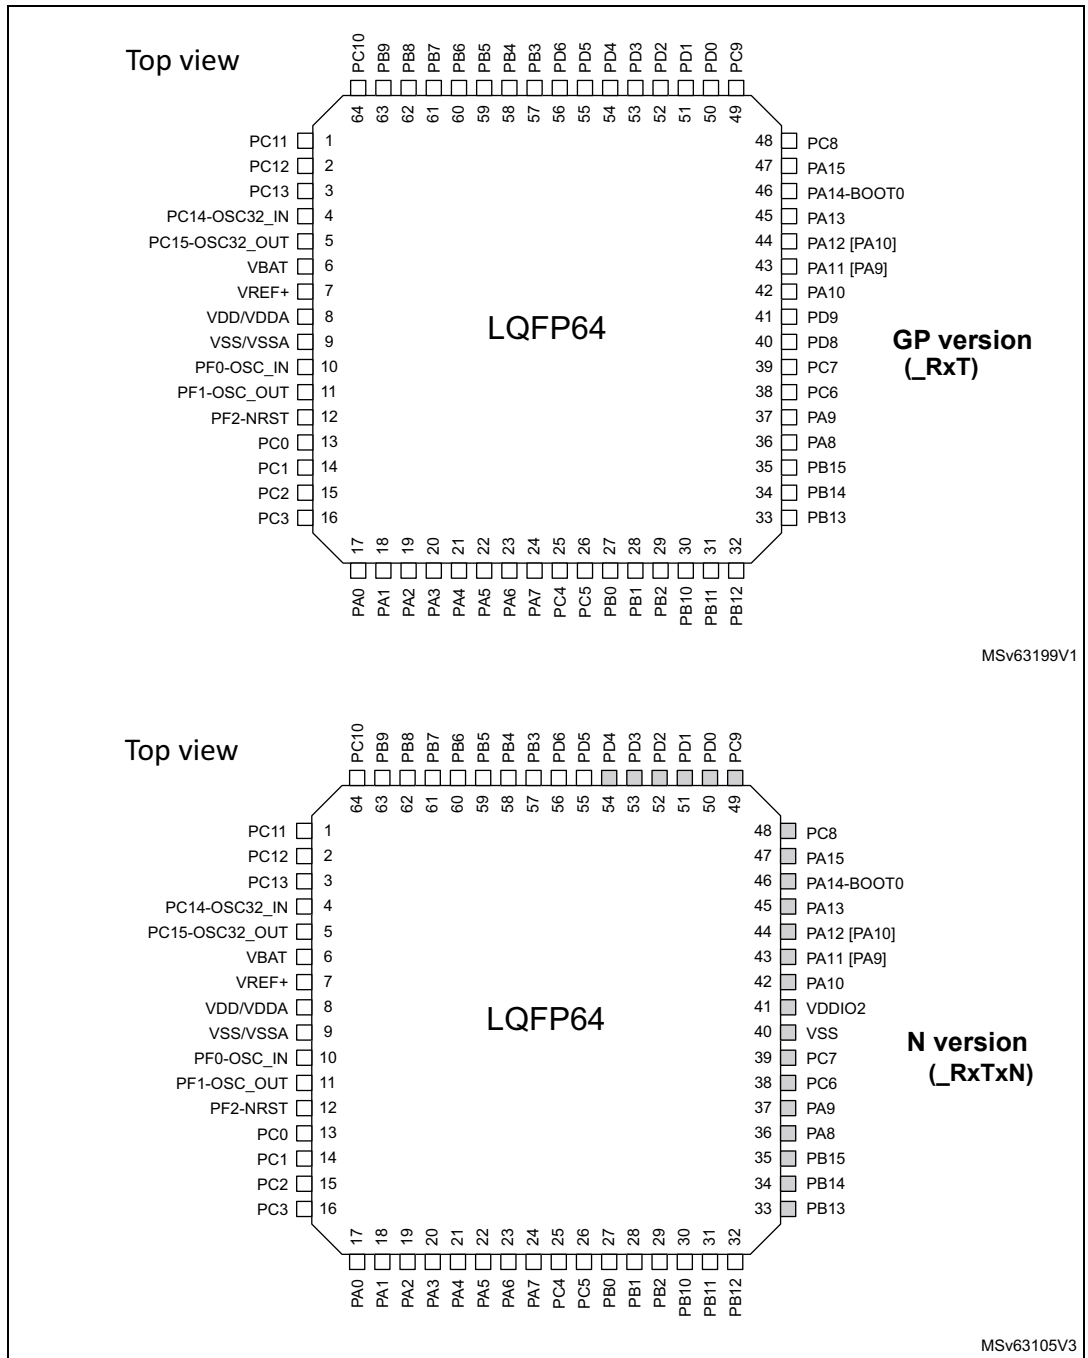 Top view
PC10 PB9 PB8 PB7 PB6 PB5 PB4 PB3 PD6 PD5 PD4 PD3 PD2 PD1 PD0 PC9
64 63 62 61 60 59 58 57 56 55 54 53 52 51 50 49
PC11 1 48 PC8
PC12 2 47 PA15
PC13 3 46 PA14-BOOT0
PC14-OSC32_IN 4 45 PA13
PC15-OSC32_OUT 5 44 PA12 [PA10]
VBAT 6 43 PA11 [PA9]
VREF+ 7 42 PA10
VDD/VDDA 8 41 PD9
VSS/VSSA 9 40 PD8
PF0-OSC_IN 10 39 PC7
PF1-OSC_OUT 11 38 PC6
PF2-NRST 12 37 PA9
PC0 13 36 PA8
PC1 14 35 PB15
PC2 15 34 PB14
PC3 16 33 PB13
LQFP64
GP version
(_RxT)
17 18 19 20 21 22 23 24 25 26 27 28 29 30 31 32
PA0 PA1 PA2 PA3 PA4 PA5 PA6 PA7 PC4 PC5 PB0 PB1 PB2 PB10 PB11 PB12
MSv63199V1
Top view
PC10 PB9 PB8 PB7 PB6 PB5 PB4 PB3 PD6 PD5 PD4 PD3 PD2 PD1 PD0 PC9
64 63 62 61 60 59 58 57 56 55 54 53 52 51 50 49
PC11 1 48 PC8
PC12 2 47 PA15
PC13 3 46 PA14-BOOT0
PC14-OSC32_IN 4 45 PA13
PC15-OSC32_OUT 5 44 PA12 [PA10]
VBAT 6 43 PA11 [PA9]
VREF+ 7 42 PA10
VDD/VDDA 8 41 VDDIO2
VSS/VSSA 9 40 VSS
PF0-OSC_IN 10 39 PC7
PF1-OSC_OUT 11 38 PC6
PF2-NRST 12 37 PA9
PC0 13 36 PA8
PC1 14 35 PB15
PC2 15 34 PB14
PC3 16 33 PB13
LQFP64
N version
(_RxTxN)
17 18 19 20 21 22 23 24 25 26 27 28 29 30 31 32
PA0 PA1 PA2 PA3 PA4 PA5 PA6 PA7 PC4 PC5 PB0 PB1 PB2 PB10 PB11 PB12
MSv63105V3